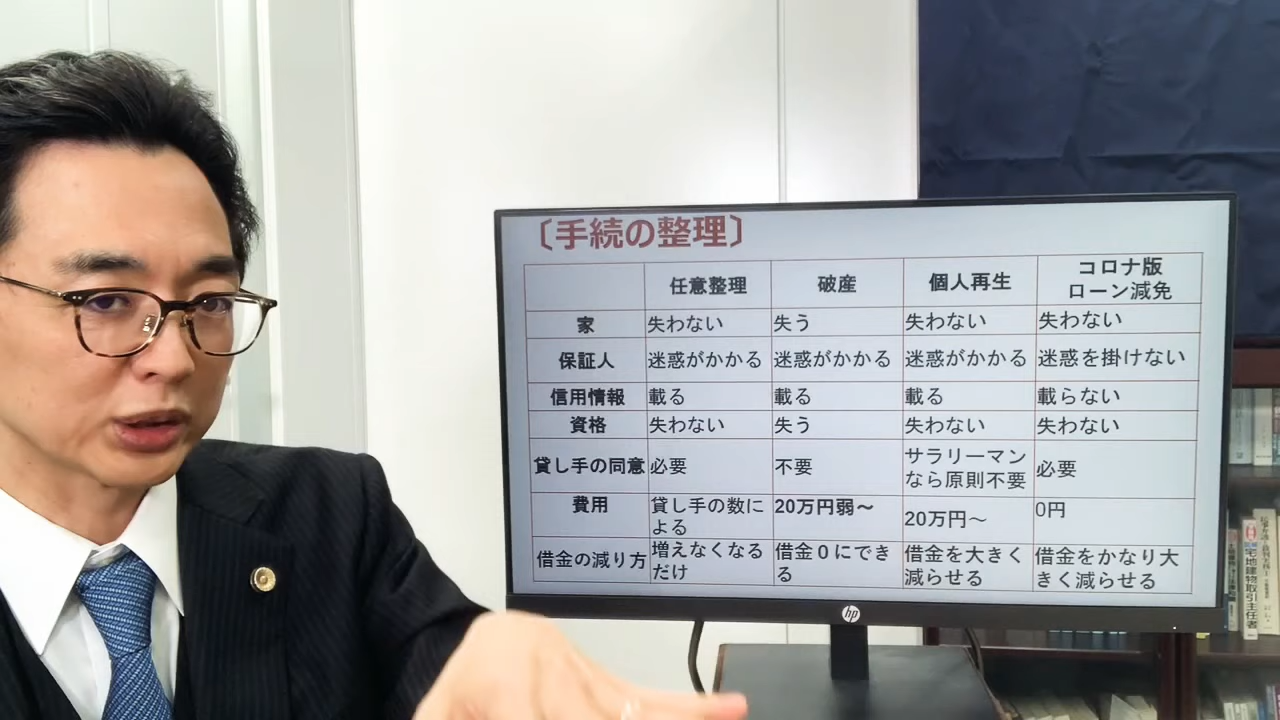 〔手続の整理〕
任意整理 破産 個人再生 コロナ版
ローン減免
家 失わない 失う 失わない 失わない
保証人 迷惑がかかる 迷惑がかかる 迷惑がかかる 迷惑を掛けない
信用情報 載る 載る 載る 載らない
資格 失わない 失う 失わない 失わない
貸し手の同意 必要 不要 サラリーマン
なら原則不要 必要
費用 貸し手の数に
よる 20万円弱～ 20万円～ 0円
借金の減り方 増えなくなる
だけ 借金０にでき
る 借金を大きく
減らせる 借金をかなり大
きく減らせる
hp
土地建物取引主任者